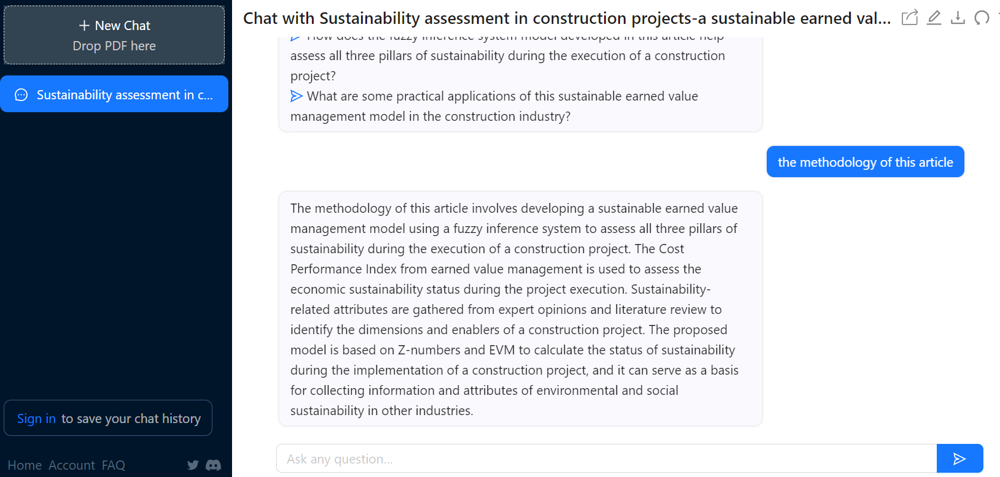 + New Chat
Drop PDF here
Sustainability assessment in c...
Sign in to save your chat history
Home Account FAQ
Chat with Sustainability assessment in construction projects-a sustainable earned val...
How does the fuzzy inference system model developed in this article help
assess all three pillars of sustainability during the execution of a construction
project?
What are some practical applications of this sustainable earned value
management model in the construction industry?
the methodology of this article
The methodology of this article involves developing a sustainable earned value
management model using a fuzzy inference system to assess all three pillars of
sustainability during the execution of a construction project. The Cost
Performance Index from earned value management is used to assess the
economic sustainability status during the project execution. Sustainability-
related attributes are gathered from expert opinions and literature review to
identify the dimensions and enablers of a construction project. The proposed
model is based on Z-numbers and EVM to calculate the status of sustainability
during the implementation of a construction project, and it can serve as a basis
for collecting information and attributes of environmental and social
sustainability in other industries.
Ask any question...